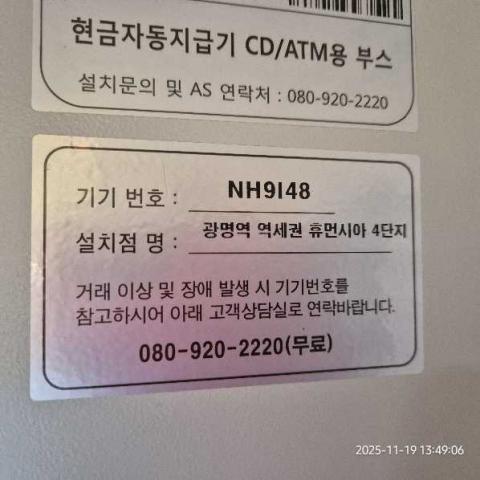 현금자동지급기 CD/ATM용 부스
설치문의 및 AS 연락처 : 080-920-2220
기기 번호 : NH9I48
설치점 명 : 광명역 역세권 휴먼시아 4단지
거래 이상 및 장애 발생 시 기기번호를
참고하시어 아래 고객상담실로 연락바랍니다.
080-920-2220(무료)
2025-11-19 13:49:06